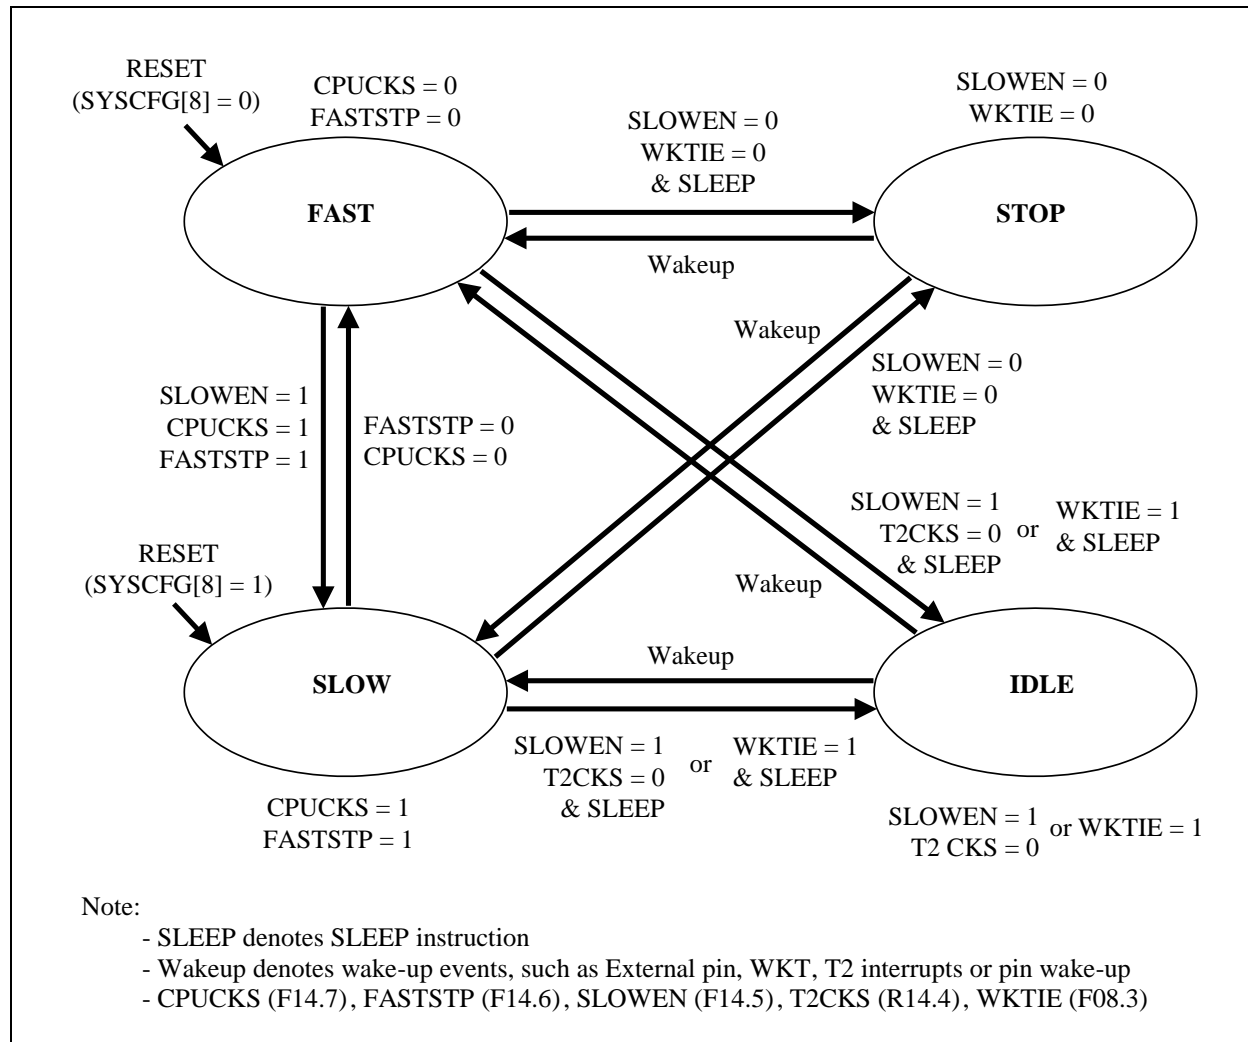 RESET
(SYSCFG[8] = 0)
CPUCKS = 0
FASTSTP = 0
SLOWEN = 0
WKTIE = 0
& SLEEP
SLOWEN = 0
WKTIE = 0
FAST
STOP
Wakeup
Wakeup
SLOWEN = 0
WKTIE = 0
& SLEEP
SLOWEN = 1
CPUCKS = 1
FASTSTP = 1
FASTSTP = 0
CPUCKS = 0
SLOWEN = 1
T2CKS = 0
& SLEEP
or
WKTIE = 1
& SLEEP
RESET
(SYSCFG[8] = 1)
Wakeup
Wakeup
SLOW
IDLE
SLOWEN = 1
T2CKS = 0
& SLEEP
or
WKTIE = 1
& SLEEP
CPUCKS = 1
FASTSTP = 1
SLOWEN = 1
T2 CKS = 0
or WKTIE = 1
Note:
- SLEEP denotes SLEEP instruction
- Wakeup denotes wake-up events, such as External pin, WKT, T2 interrupts or pin wake-up
- CPUCKS (F14.7), FASTSTP (F14.6), SLOWEN (F14.5), T2CKS (R14.4), WKTIE (F08.3)